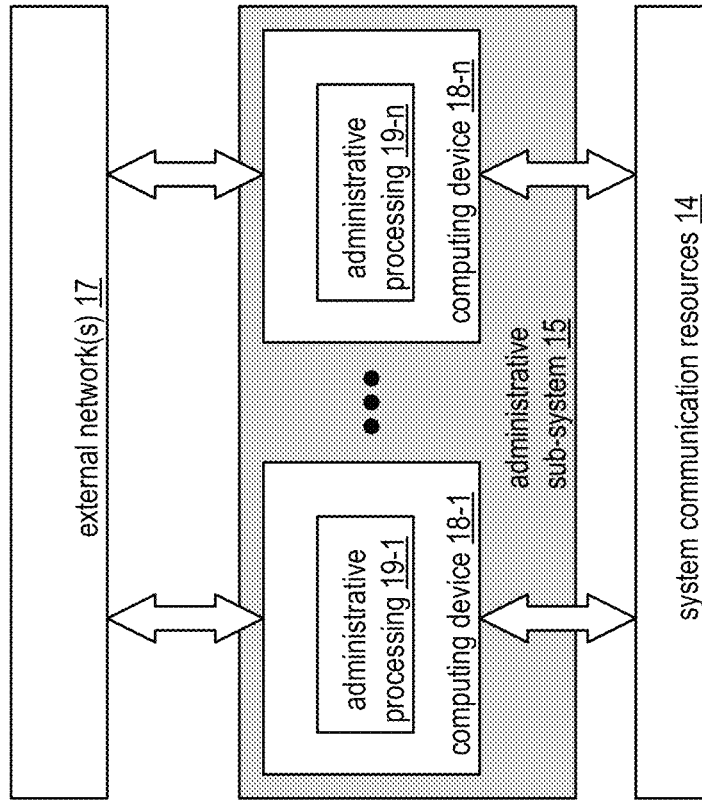 external network(s) 17
administrative
processing 19-1
computing device 18-1
administrative
processing 19-n
computing device 18-n
administrative
sub-system 15
system communication resources 14